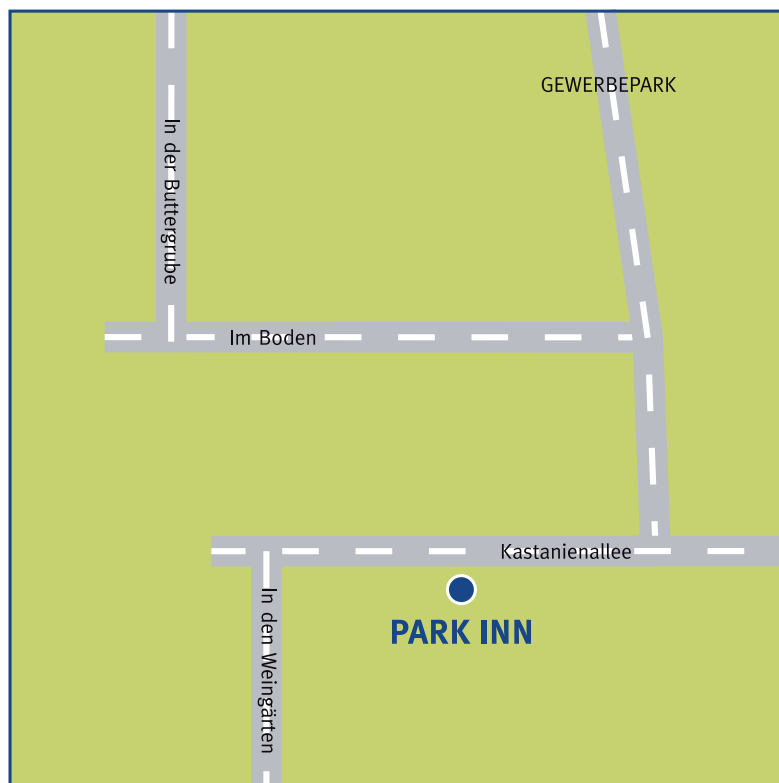 GEWERBEPARK
In der Buttergrube
Im Boden
Kastanienallee
PARK INN
In den Weingärten